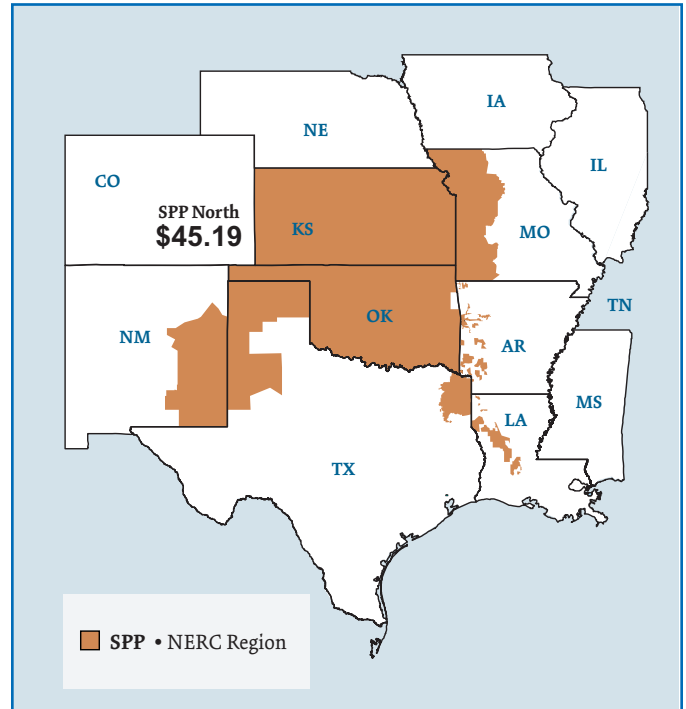 IA
NE
IL
CO
SPP North
$45.19
KS
MO
TN
NM
OK
AR
MS
LA
TX
SPP • NERC Region